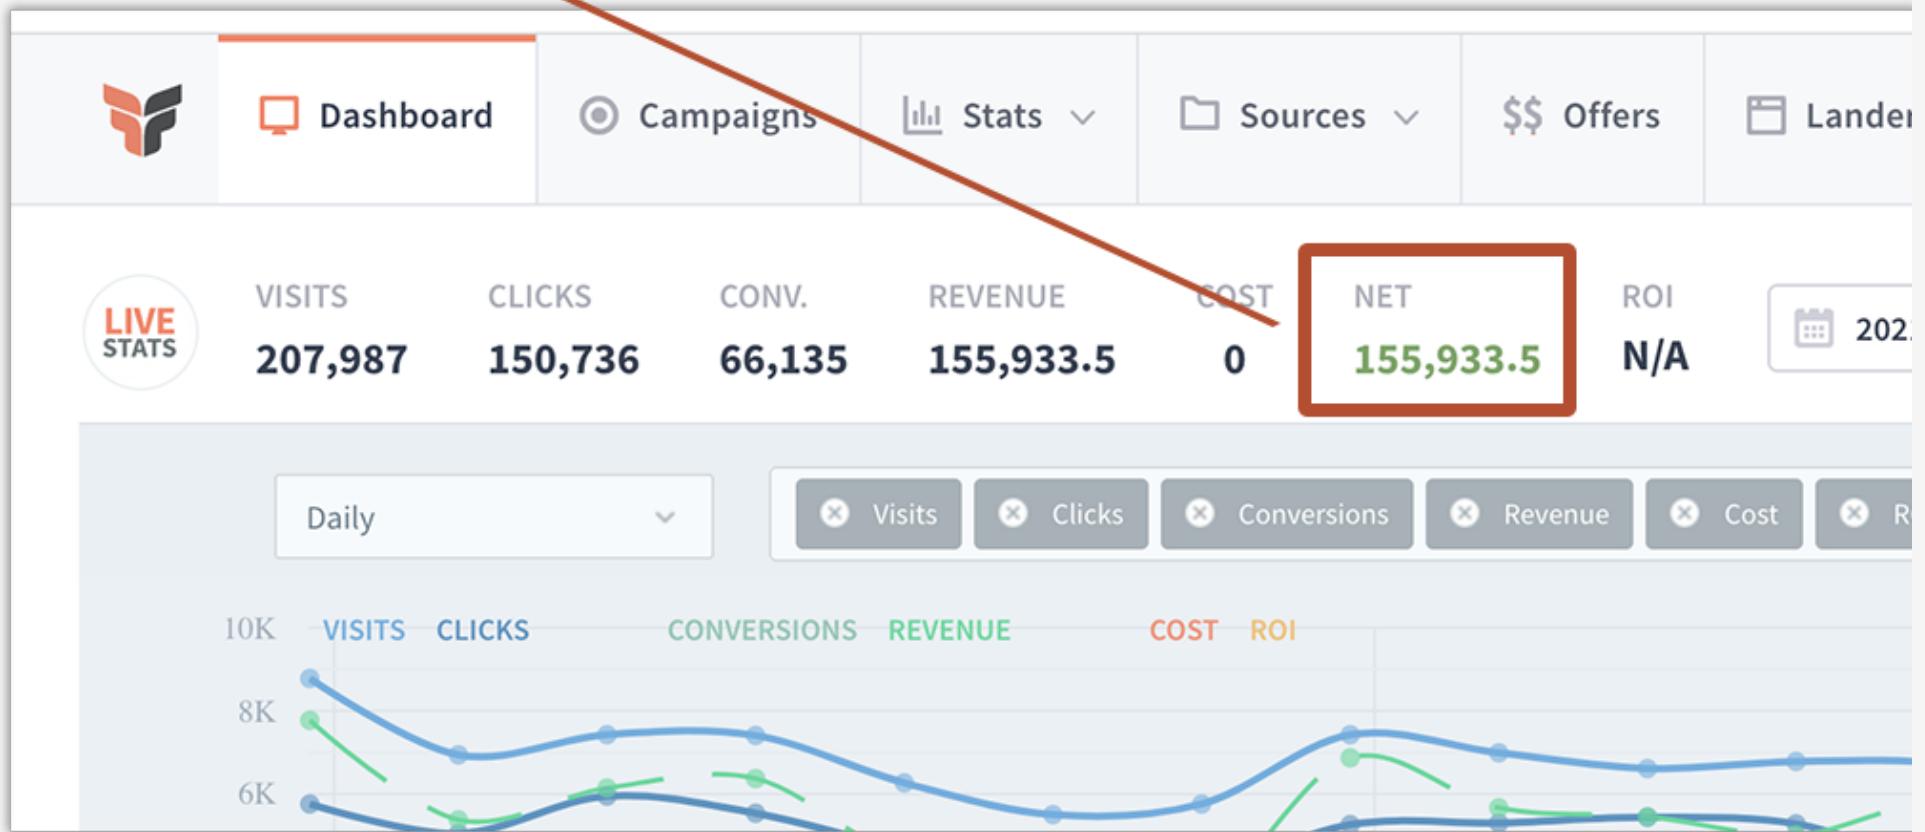 Dashboard Campaigns Stats Sources $$ Offers Lander
LIVE STATS
VISITS CLICKS CONV. REVENUE COST NET ROI
207,987 150,736 66,135 155,933.5 0 155,933.5 N/A 202
Daily Visits Clicks Conversions Revenue Cost R
10K VISITS CLICKS CONVERSIONS REVENUE COST ROI
8K
6K